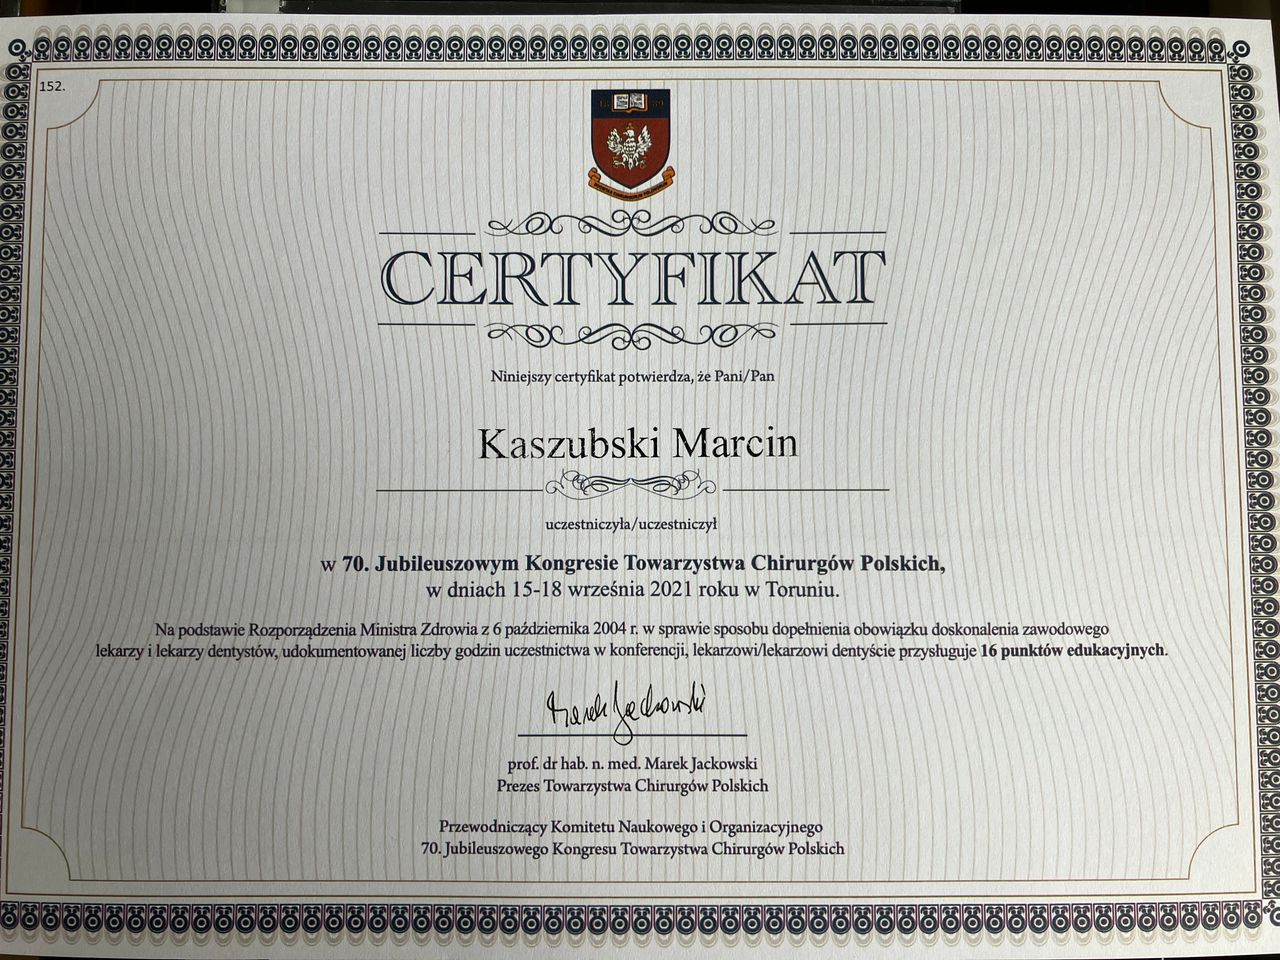 152.
CERTYFIKAT
Niniejszy certyfikat potwierdza, że Pani/Pan
Kaszubski Marcin
uczestniczyła/uczestniczył
w 70. Jubileuszowym Kongresie Towarzystwa Chirurgów Polskich,
w dniach 15-18 września 2021 roku w Toruniu.
Na podstawie Rozporządzenia Ministra Zdrowia z 6 października 2004 r. w sprawie sposobu dopełnienia obowiązku doskonalenia zawodowego
lekarzy i lekarzy dentystów, udokumentowanej liczby godzin uczestnictwa w konferencji, lekarzowi/lekarzowi dentyście przysługuje 16 punktów edukacyjnych.
Marek Jackowski
prof. dr hab. n. med. Marek Jackowski
Prezes Towarzystwa Chirurgów Polskich
Przewodniczący Komitetu Naukowego i Organizacyjnego
70. Jubileuszowego Kongresu Towarzystwa Chirurgów Polskich